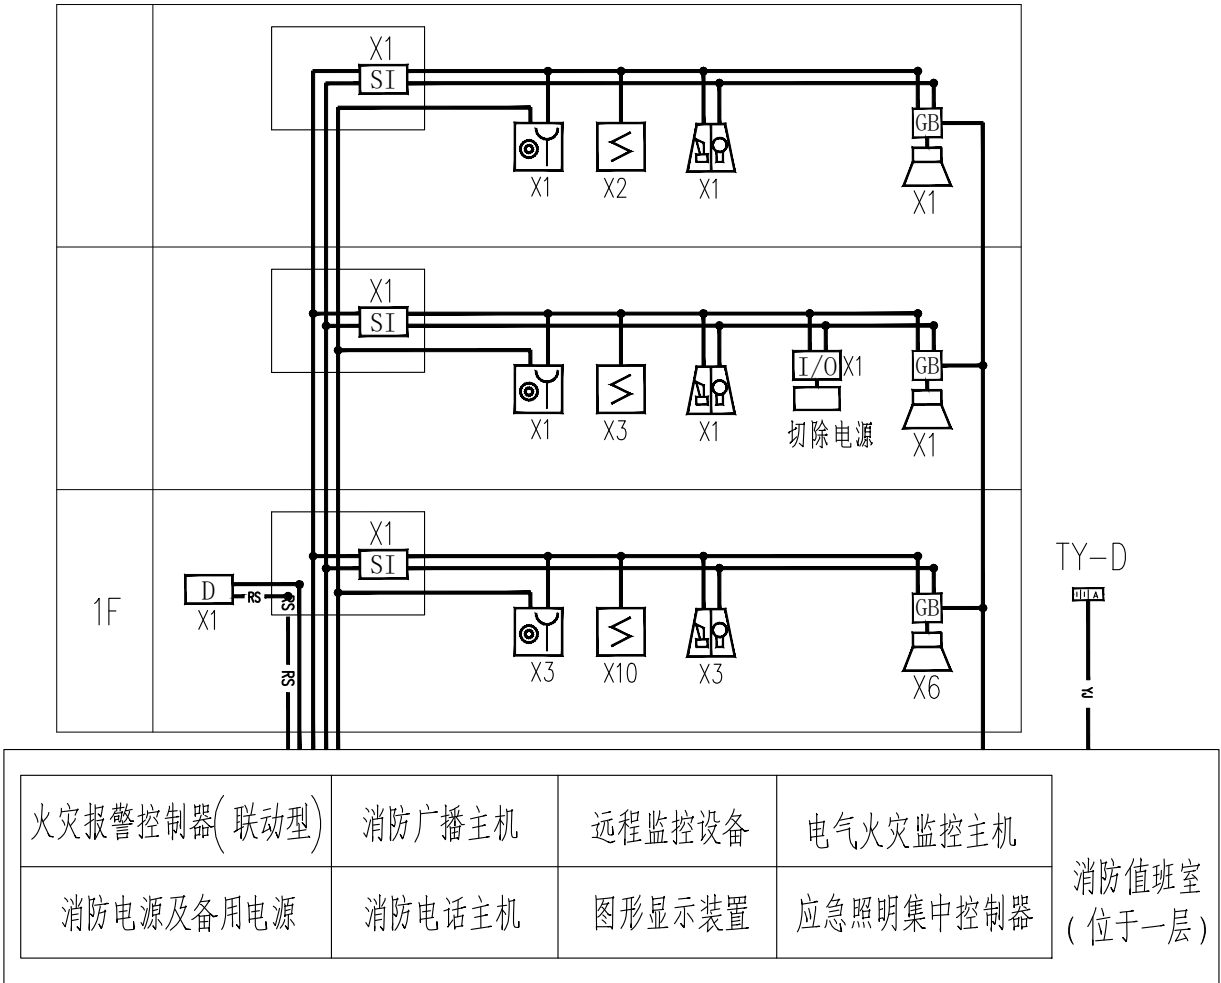 X1
SI
GB
X1
X2
X1
X1
X1
SI
I/O
X1
GB
X1
X3
X1
切除电源
X1
X1
SI
TY-D
1F
D
RS
RS
GB
IIA
X1
X3
X10
X3
X6
RS
YJ
火灾报警控制器(联动型)
消防广播主机
远程监控设备
电气火灾监控主机
消防电源及备用电源
消防电话主机
图形显示装置
应急照明集中控制器
消防值班室
(位于一层)